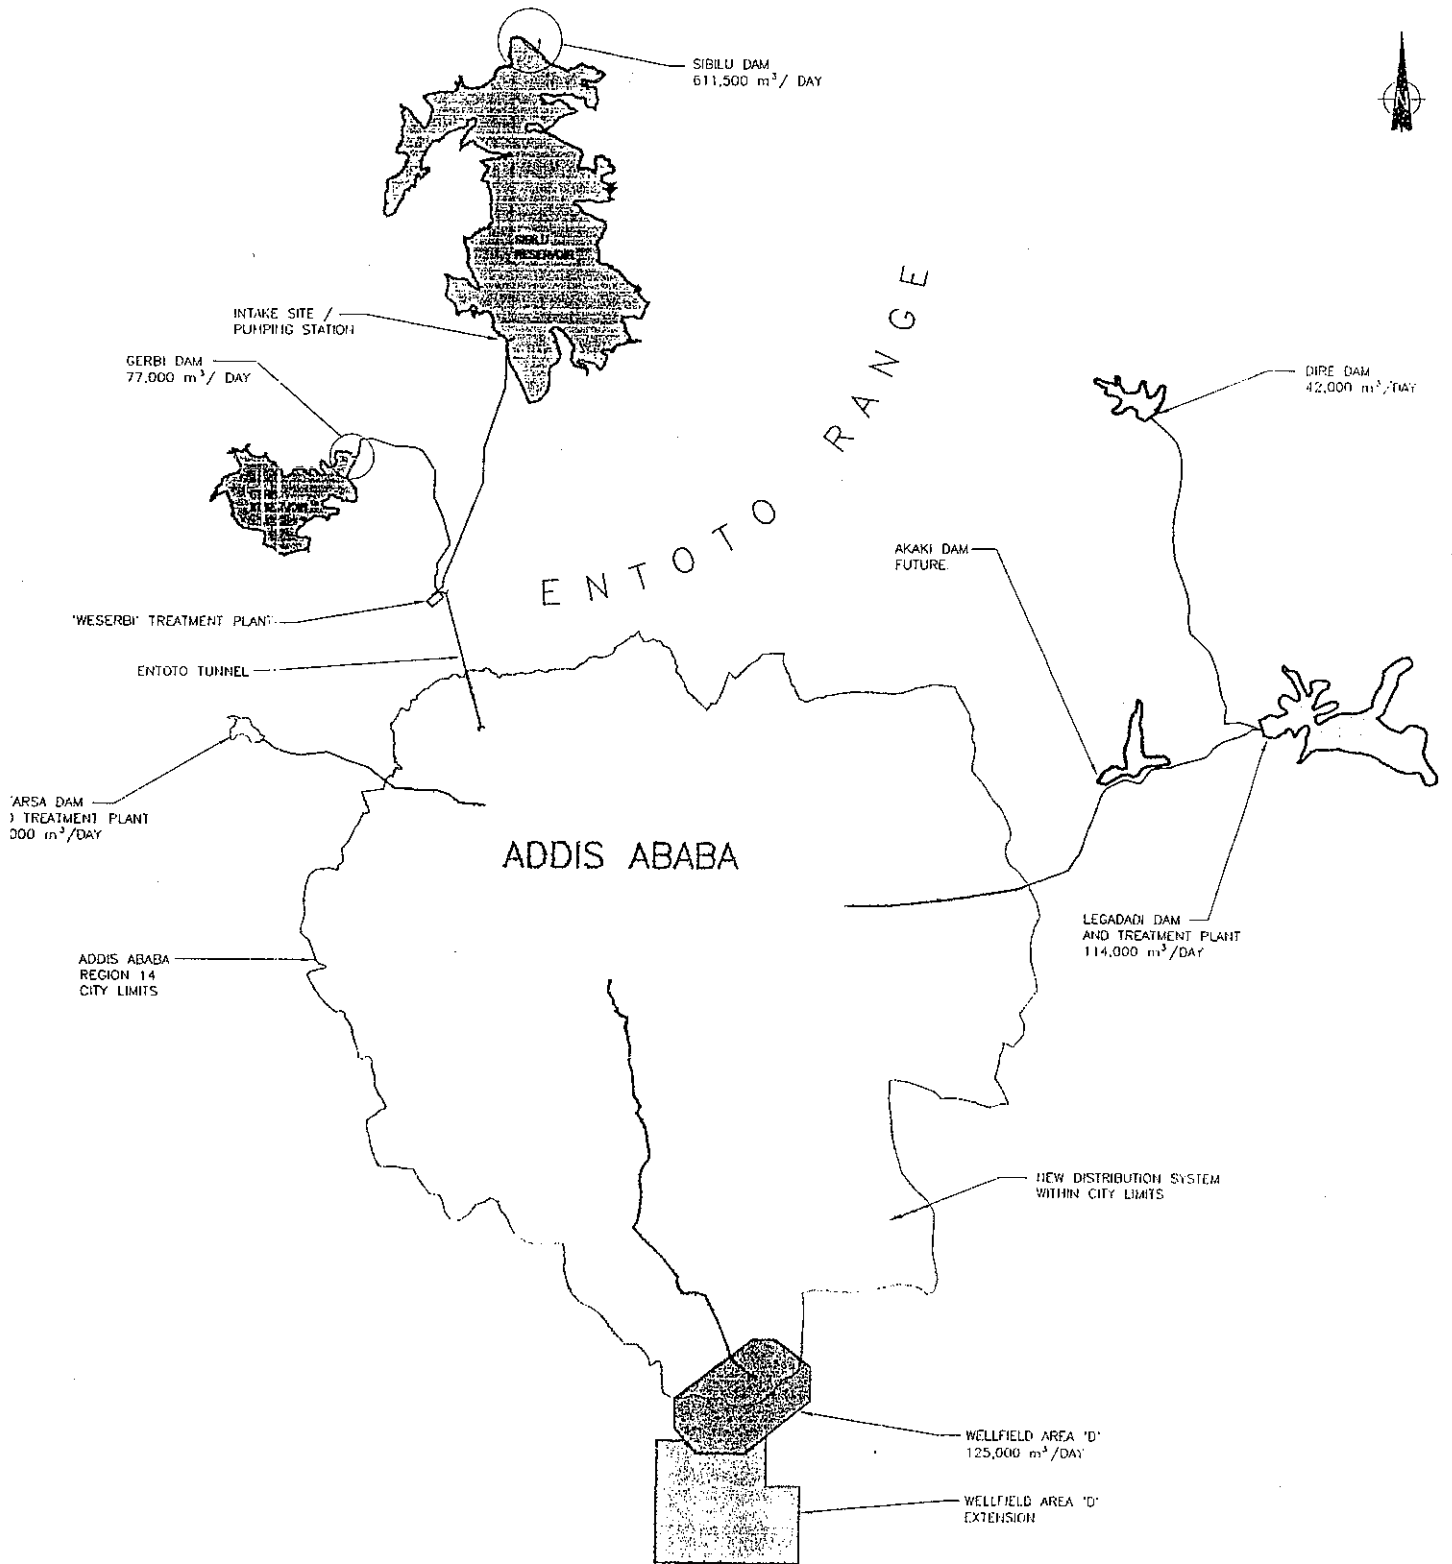 SIBILU DAM
611,500 m³/ DAY
N
SIBILU
RESERVOIR
INTAKE SITE /
PUMPING STATION
GERBI DAM
77,000 m³/ DAY
DIRE DAM
42,000 m³/DAY
ENTOTO RANGE
AKAKI DAM
FUTURE
'WESERBI' TREATMENT PLANT
ENTOTO TUNNEL
ARSA DAM
TREATMENT PLANT
000 m³/DAY
ADDIS ABABA
LEGADADI DAM
AND TREATMENT PLANT
114,000 m³/DAY
ADDIS ABABA
REGION 14
CITY LIMITS
NEW DISTRIBUTION SYSTEM
WITHIN CITY LIMITS
WELLFIELD AREA 'D'
125,000 m³/DAY
WELLFIELD AREA 'D'
EXTENSION